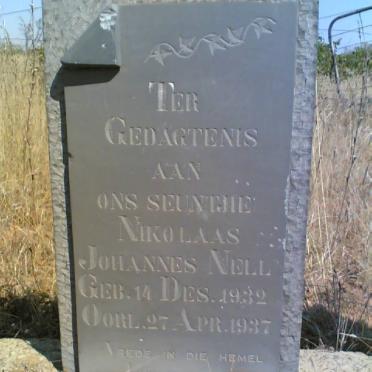 TER
GEDAGTENIS
AAN
ONS SEUNTJIE
NIKOLAAS
JOHANNES NELL
GEB. 14 DES. 1932
OORL. 27 APR. 1937
VREDE IN DIE HEMEL